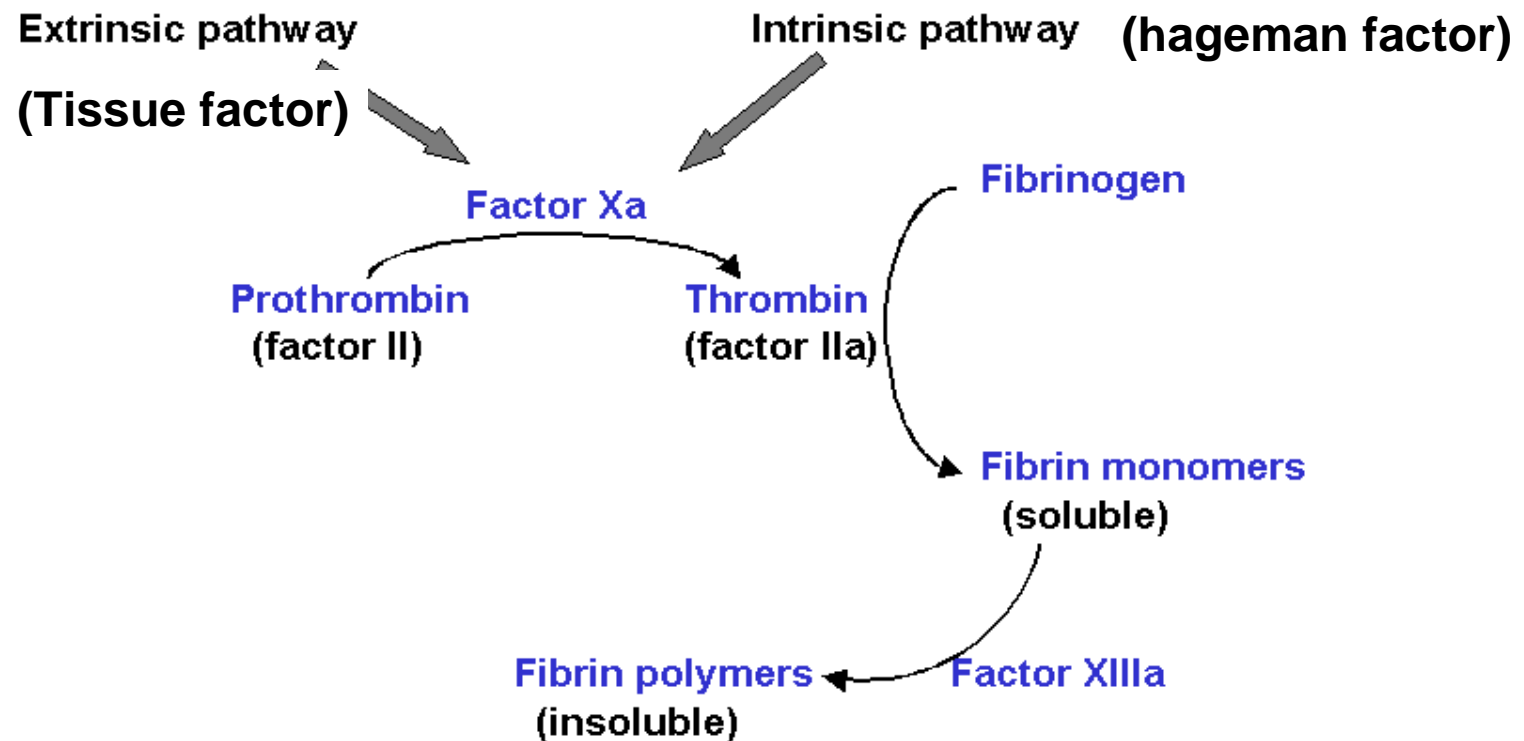 Extrinsic pathway
(Tissue factor)
Intrinsic pathway (hageman factor)
Factor Xa
Fibrinogen
Prothrombin
(factor II)
Thrombin
(factor IIa)
Fibrin monomers
(soluble)
Fibrin polymers
(insoluble)
Factor XIIIa